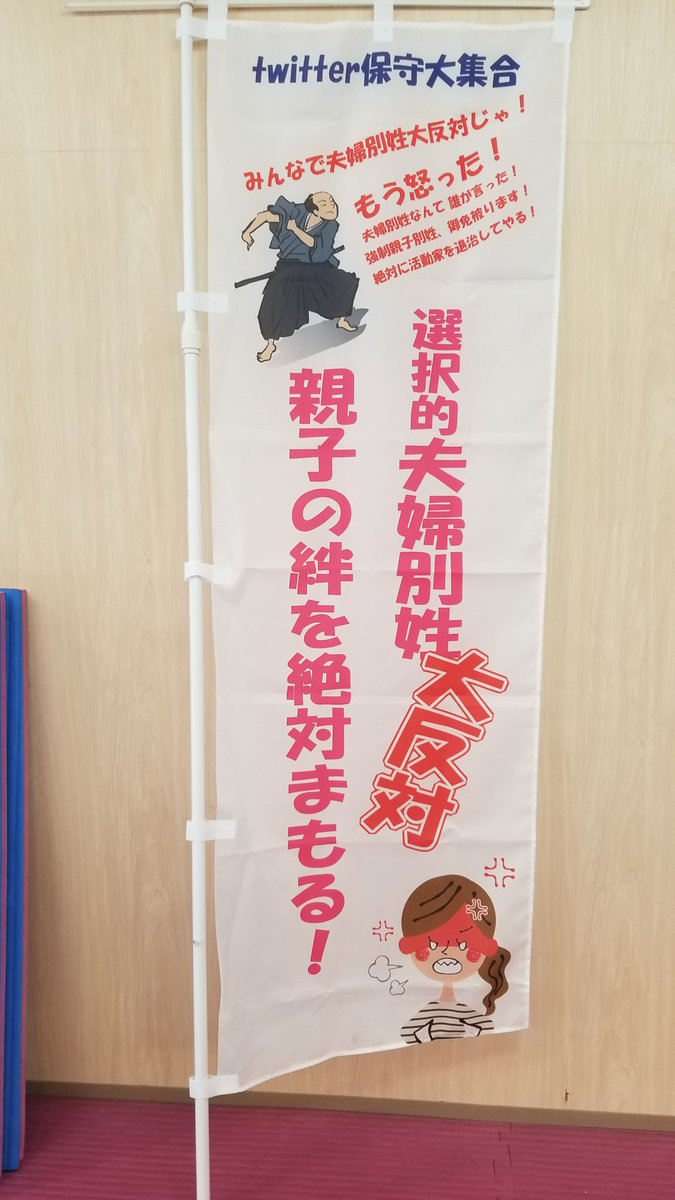 twitter保守大集合
みんなで夫婦別姓大反対じゃ！
もう怒った！
夫婦別姓なんて 誰が言った！
強制親子別姓、御免被ります！
絶対に活動家を退治してやる！
選択的夫婦別姓
大反対
親子の絆を絶対まもる！